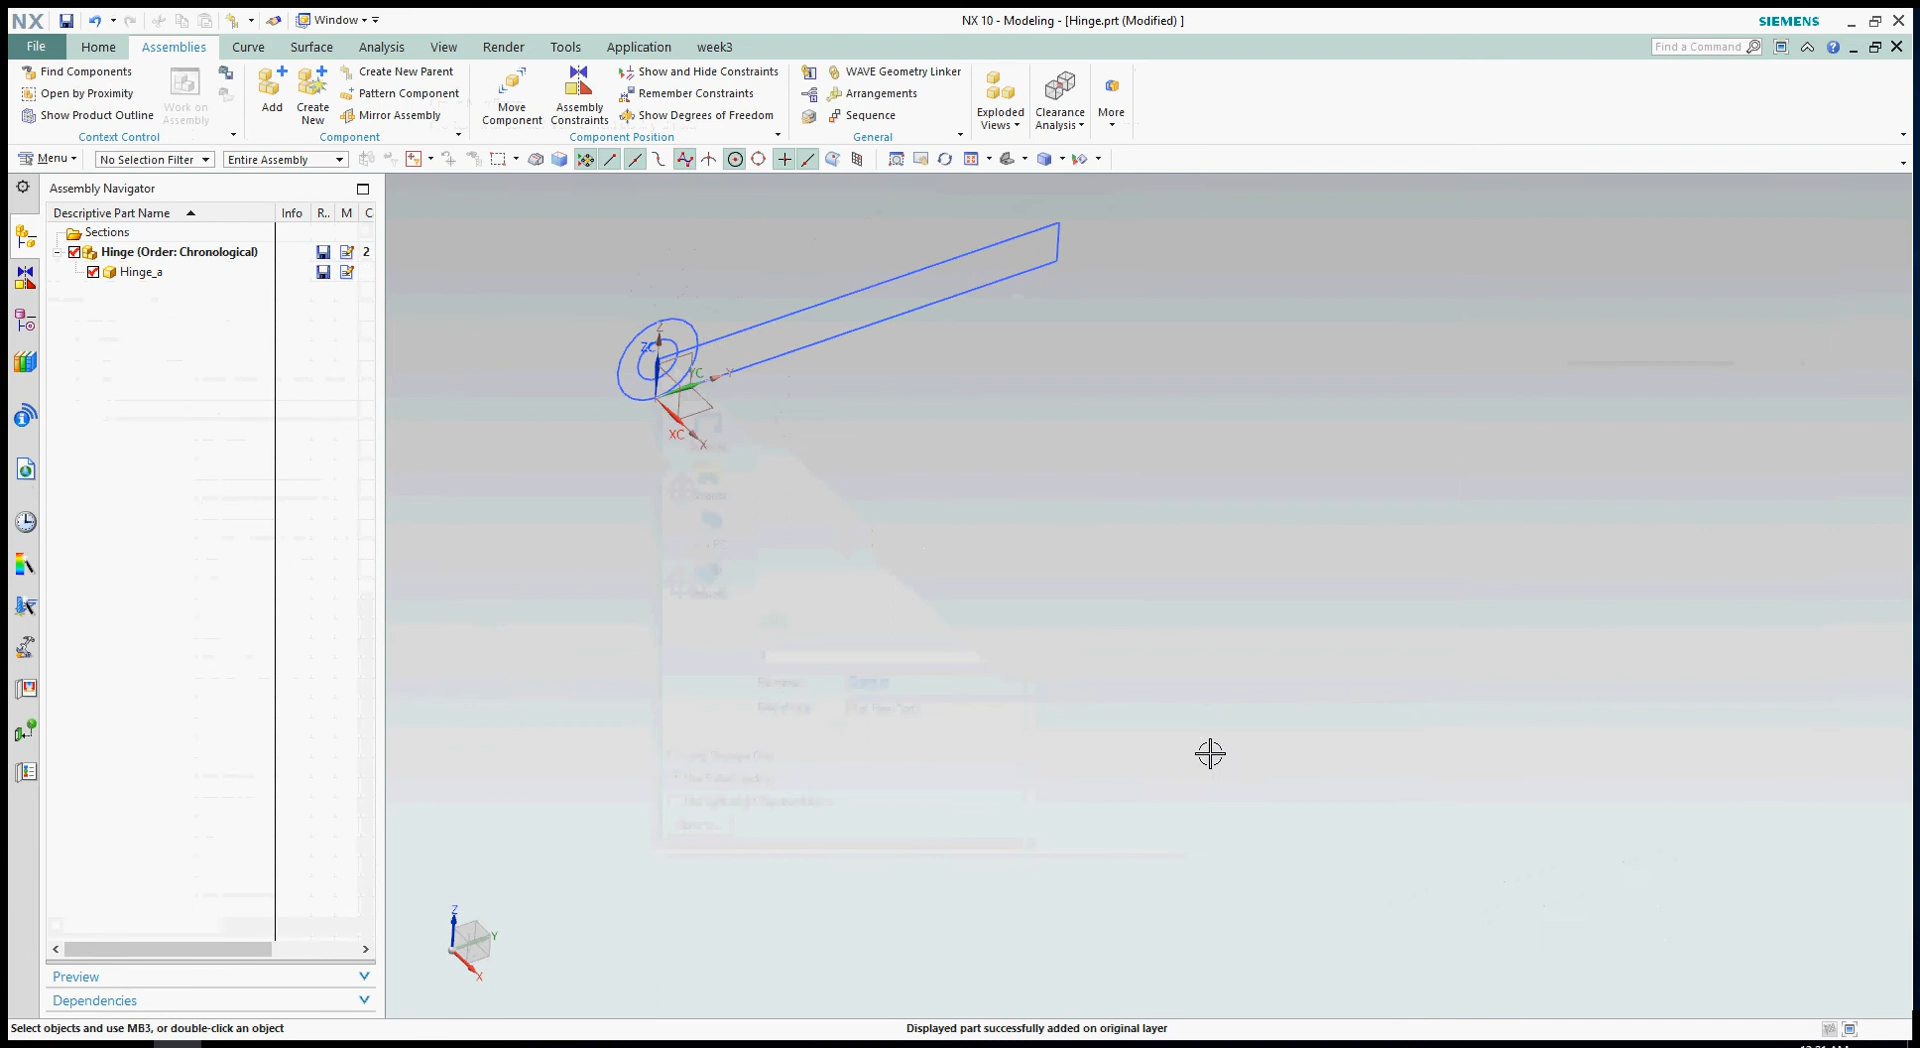 NX Window NX 10 - Modeling - [Hinge.prt (Modified) ] SIEMENS
File Home Assemblies Curve Surface Analysis View Render Tools Application week3 Find a Command
Find Components Create New Parent Show and Hide Constraints WAVE Geometry Linker
Open by Proximity Pattern Component Remember Constraints Arrangements
Show Product Outline Mirror Assembly Show Degrees of Freedom Sequence
Work on Assembly
Add
Create New
Move Component
Assembly Constraints
Exploded Views
Clearance Analysis
More
Context Control Component Component Position General
Menu No Selection Filter Entire Assembly
Assembly Navigator
Descriptive Part Name Info R.. M C
Sections
Hinge (Order: Chronological) 2
Hinge_a
Z
ZC
YC
Y
XC
X
Z
Y
X
Preview
Dependencies
Select objects and use MB3, or double-click an object Displayed part successfully added on original layer